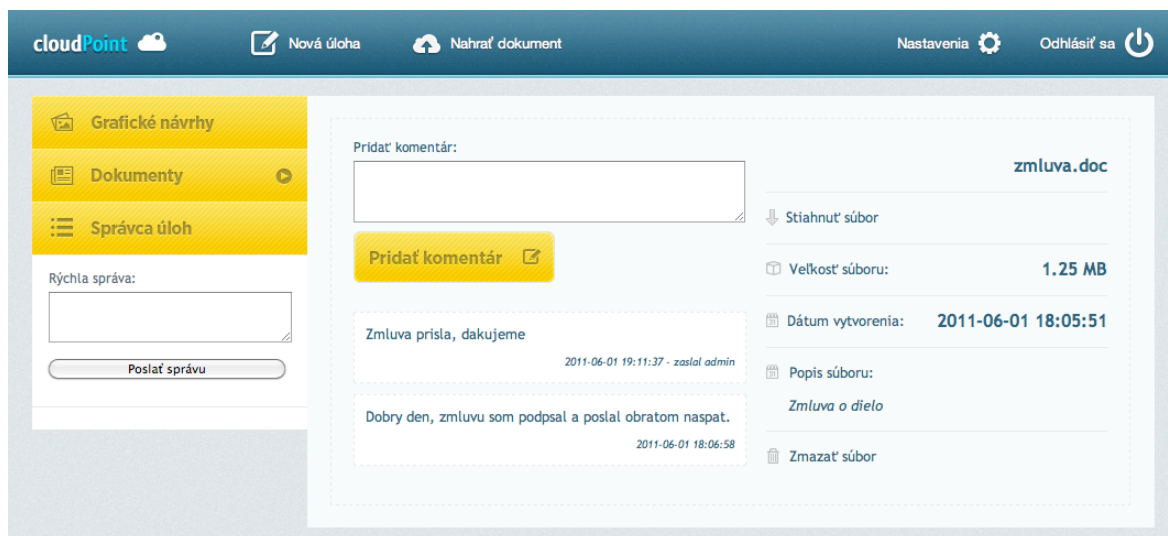 cloudPoint
Nová úloha
Nahrať dokument
Nastavenia
Odhlásiť sa
Grafické návrhy
Dokumenty
Správca úloh
Rýchla správa:
Poslať správu
Pridať komentár:
Pridať komentár
Zmluva prisla, dakujeme
2011-06-01 19:11:37 - zaslal admin
Dobry den, zmluvu som podpsal a poslal obratom naspat.
2011-06-01 18:06:58
zmluva.doc
Stiahnuť súbor
Veľkosť súboru: 1.25 MB
Dátum vytvorenia: 2011-06-01 18:05:51
Popis súboru:
Zmluva o dielo
Zmazať súbor